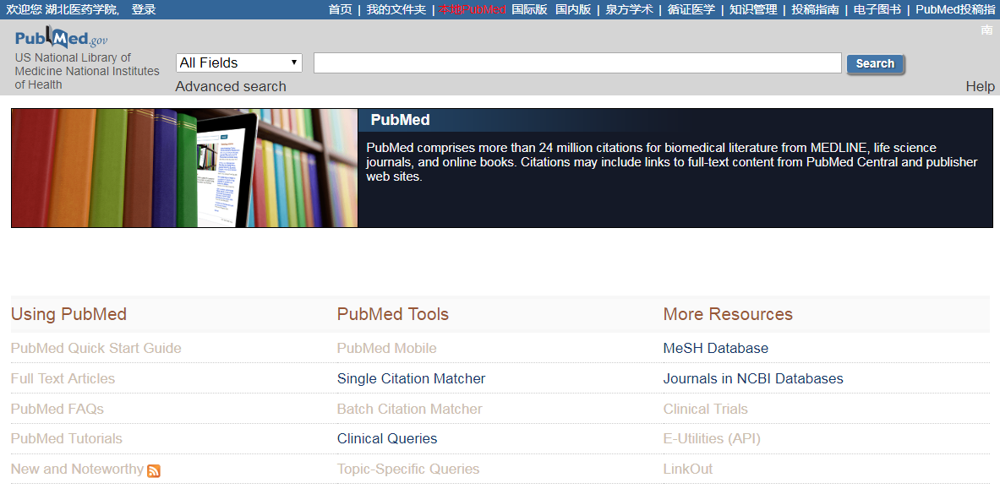 欢迎您 湖北医药学院, 登录
首页 | 我的文件夹 | 本地PubMed 国际版 国内版 | 泉方学术 | 循证医学 | 知识管理 | 投稿指南 | 电子图书 | PubMed投稿指
南
PubMed.gov
US National Library of
Medicine National Institutes
of Health
All Fields
Search
Advanced search
Help
PubMed
PubMed comprises more than 24 million citations for biomedical literature from MEDLINE, life science
journals, and online books. Citations may include links to full-text content from PubMed Central and publisher
web sites.
Using PubMed
PubMed Tools
More Resources
PubMed Quick Start Guide
PubMed Mobile
MeSH Database
Full Text Articles
Single Citation Matcher
Journals in NCBI Databases
PubMed FAQs
Batch Citation Matcher
Clinical Trials
PubMed Tutorials
Clinical Queries
E-Utilities (API)
New and Noteworthy
Topic-Specific Queries
LinkOut